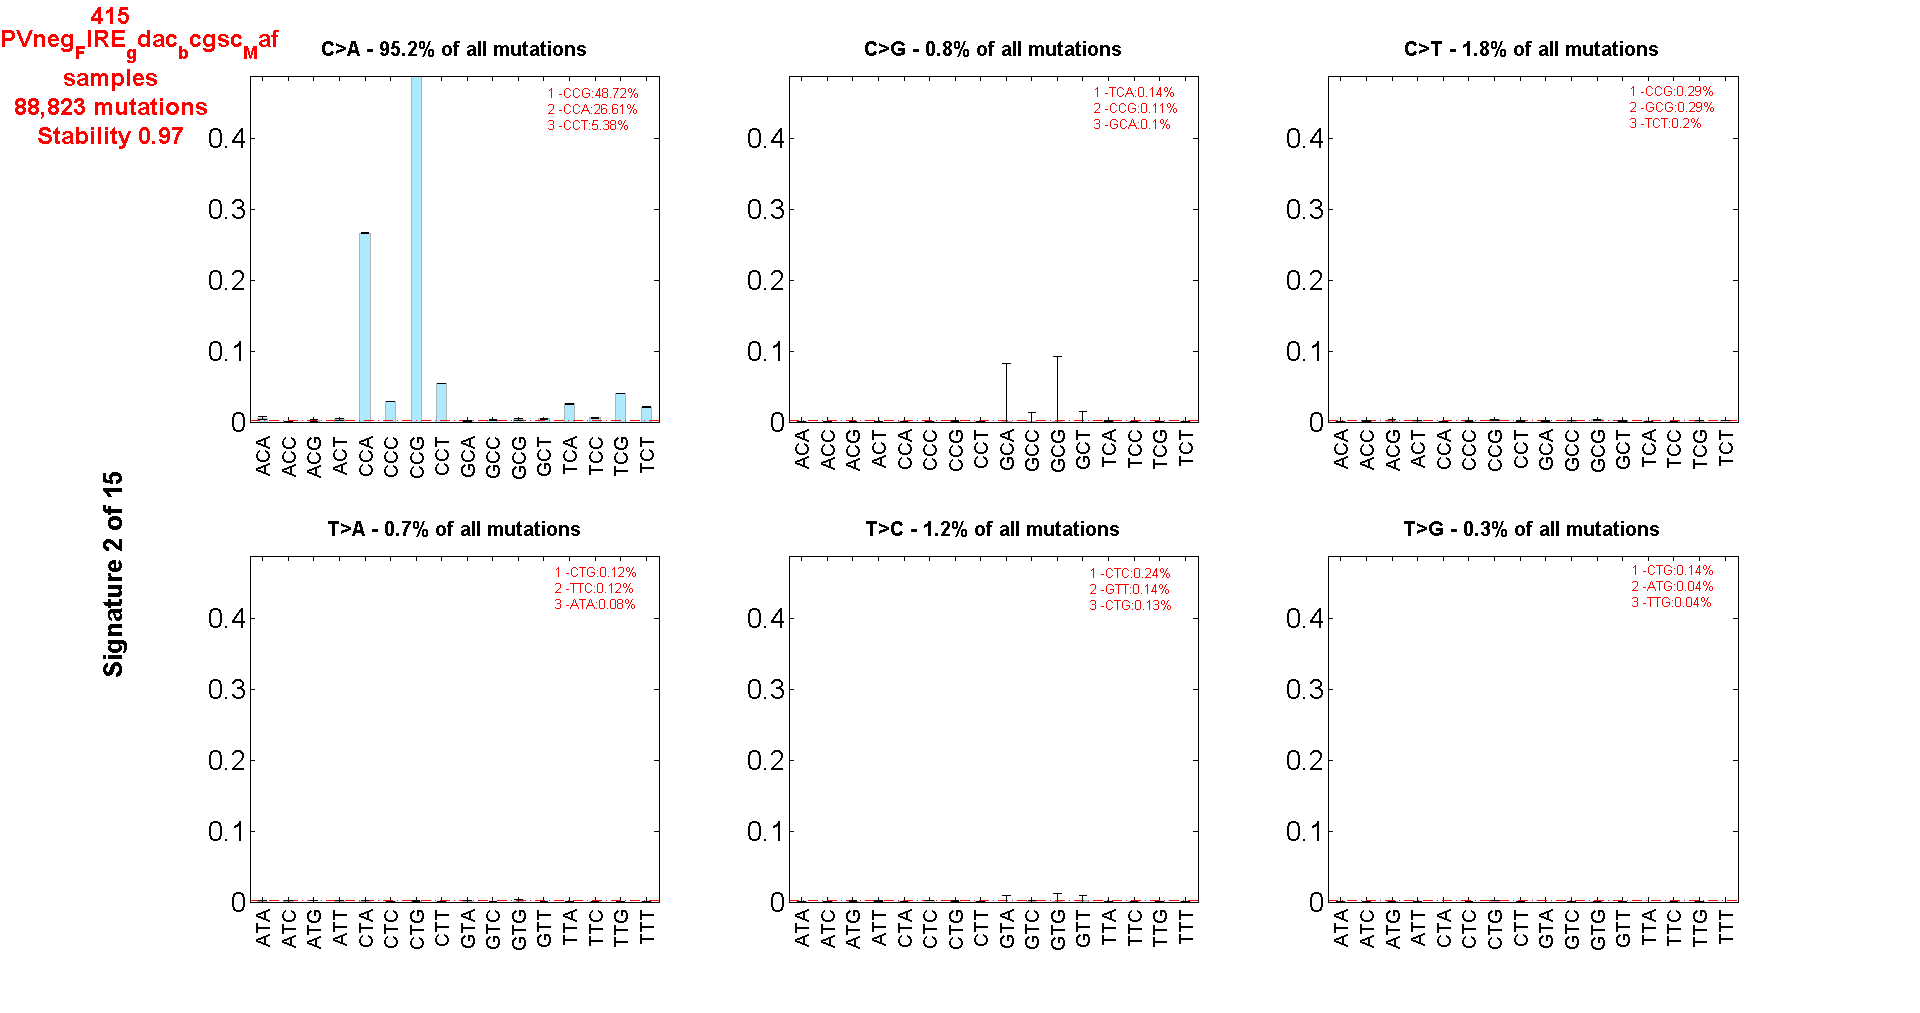 415
PVneg_FIRE_gdac_bcgsc_Maf
samples
88,823 mutations
Stability 0.97
Signature 2 of 15
C>A - 95.2% of all mutations
1 -CCG:48.72%
2 -CCA:26.61%
3 -CCT:5.38%
0.4
0.3
0.2
0.1
0
ACA ACC ACG ACT CCA CCC CCG CCT GCA GCC GCG GCT TCA TCC TCG TCT
C>G - 0.8% of all mutations
1 -TCA:0.14%
2 -CCG:0.11%
3 -GCA:0.1%
0.4
0.3
0.2
0.1
0
ACA ACC ACG ACT CCA CCC CCG CCT GCA GCC GCG GCT TCA TCC TCG TCT
C>T - 1.8% of all mutations
1 -CCG:0.29%
2 -GCG:0.29%
3 -TCT:0.2%
0.4
0.3
0.2
0.1
0
ACA ACC ACG ACT CCA CCC CCG CCT GCA GCC GCG GCT TCA TCC TCG TCT
T>A - 0.7% of all mutations
1 -CTG:0.12%
2 -TTC:0.12%
3 -ATA:0.08%
0.4
0.3
0.2
0.1
0
ATA ATC ATG ATT CTA CTC CTG CTT GTA GTC GTG GTT TTA TTC TTG TTT
T>C - 1.2% of all mutations
1 -CTC:0.24%
2 -GTT:0.14%
3 -CTG:0.13%
0.4
0.3
0.2
0.1
0
ATA ATC ATG ATT CTA CTC CTG CTT GTA GTC GTG GTT TTA TTC TTG TTT
T>G - 0.3% of all mutations
1 -CTG:0.14%
2 -ATG:0.04%
3 -TTG:0.04%
0.4
0.3
0.2
0.1
0
ATA ATC ATG ATT CTA CTC CTG CTT GTA GTC GTG GTT TTA TTC TTG TTT